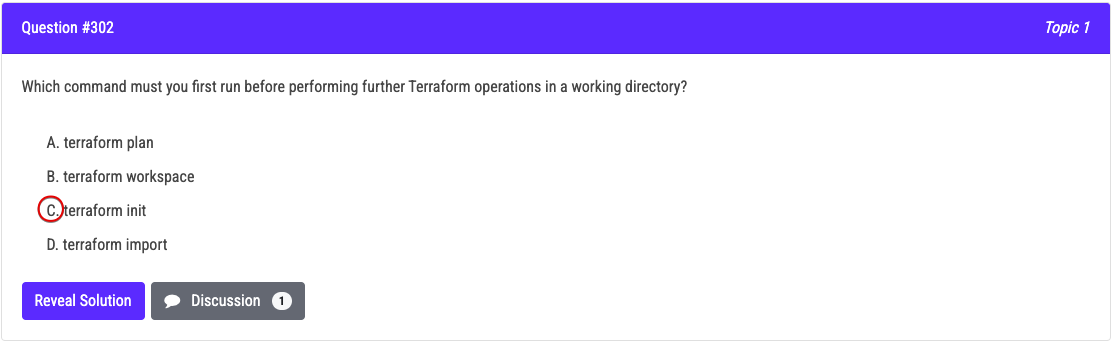 Question #302
Topic 1
Which command must you first run before performing further Terraform operations in a working directory?
A. terraform plan
B. terraform workspace
C. terraform init
D. terraform import
Reveal Solution
Discussion 1